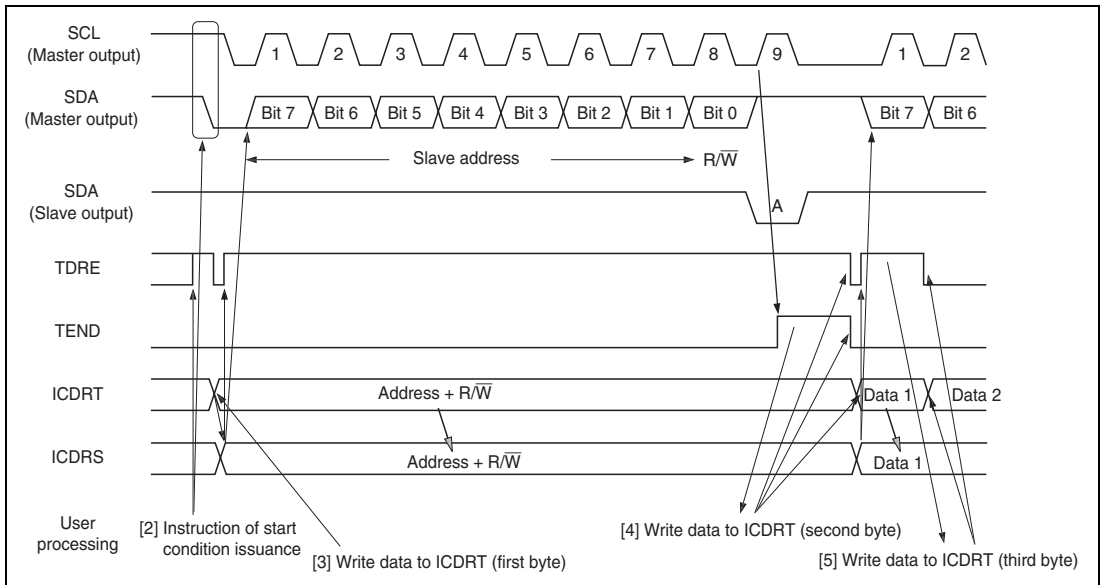 SCL
(Master output)
1 2 3 4 5 6 7 8 9 1 2
SDA
(Master output)
Bit 7 Bit 6 Bit 5 Bit 4 Bit 3 Bit 2 Bit 1 Bit 0 Bit 7 Bit 6
Slave address R/W̅
SDA
(Slave output)
A
TDRE
TEND
ICDRT
Address + R/W̅ Data 1 Data 2
ICDRS
Address + R/W̅ Data 1
User
processing
[2] Instruction of start
condition issuance
[3] Write data to ICDRT (first byte)
[4] Write data to ICDRT (second byte)
[5] Write data to ICDRT (third byte)